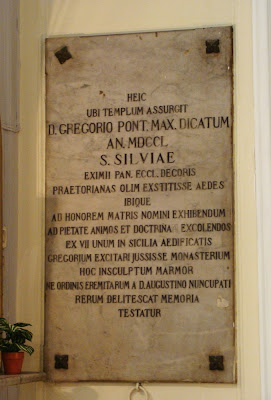 HEIC
UBI TEMPLUM ASSURGIT
D. GREGORIO PONT. MAX. DICATUM
AN. MDCCL
S. SILVIAE
EXIMII PAN. ECCL. DECORIS
PRAETORIANAS OLIM EXSTITISSE AEDES
IBIQUE
AD HONOREM MATRIS NOMINI EXHIBENDUM
AD PIETATE ANIMOS ET DOCTRINA EXCOLENDOS
EX VII UNUM IN SICILIA AEDIFICATIS
GREGORIUM EXCITARI JUSSISSE MONASTERIUM
HOC INSCULPTUM MARMOR
NE ORDINIS EREMITARUM A D. AUGUSTINO NUNCUPATI
RERUM DELITESCAT MEMORIA
TESTATUR